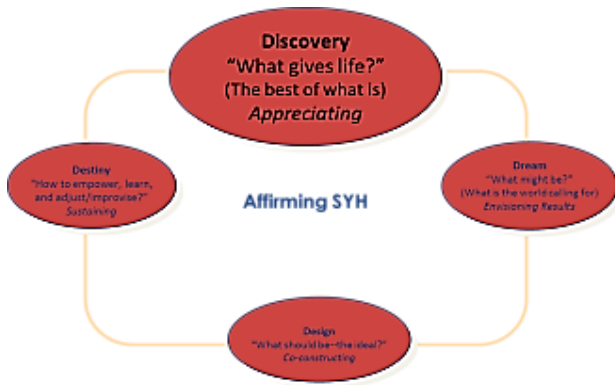 Discovery
“What gives life?”
(The best of what is)
Appreciating
Destiny
“How to empower, learn,
and adjust/improvise?”
Sustaining
Dream
“What might be?”
(What is the world calling for)
Envisioning Results
Affirming SYH
Design
“What should be--the ideal?”
Co-constructing